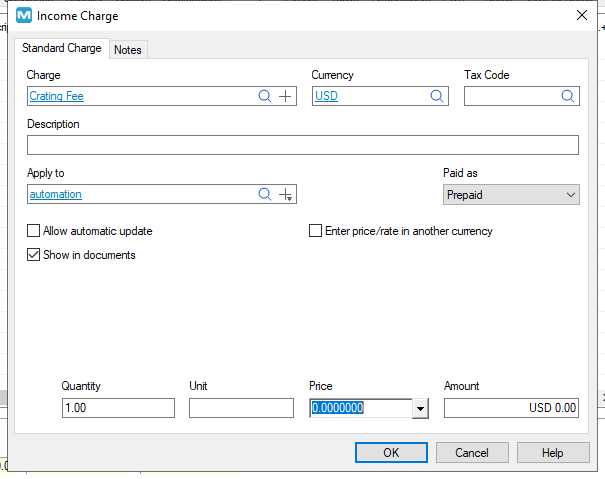 M Income Charge
Standard Charge Notes
Charge Currency Tax Code
Crating Fee USD
Description
Apply to Paid as
automation Prepaid
Allow automatic update Enter price/rate in another currency
Show in documents
Quantity Unit Price Amount
1.00 0.0000000 USD 0.00
OK Cancel Help